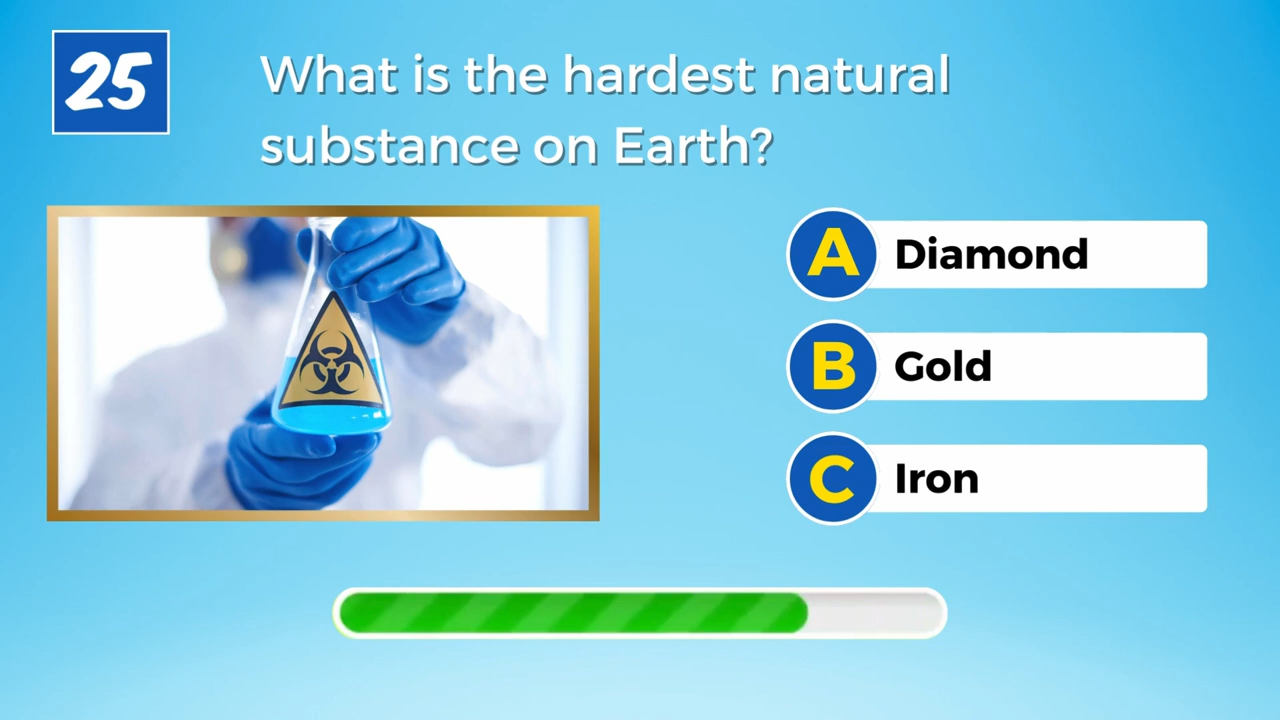 25
What is the hardest natural
substance on Earth?
A Diamond
B Gold
C Iron